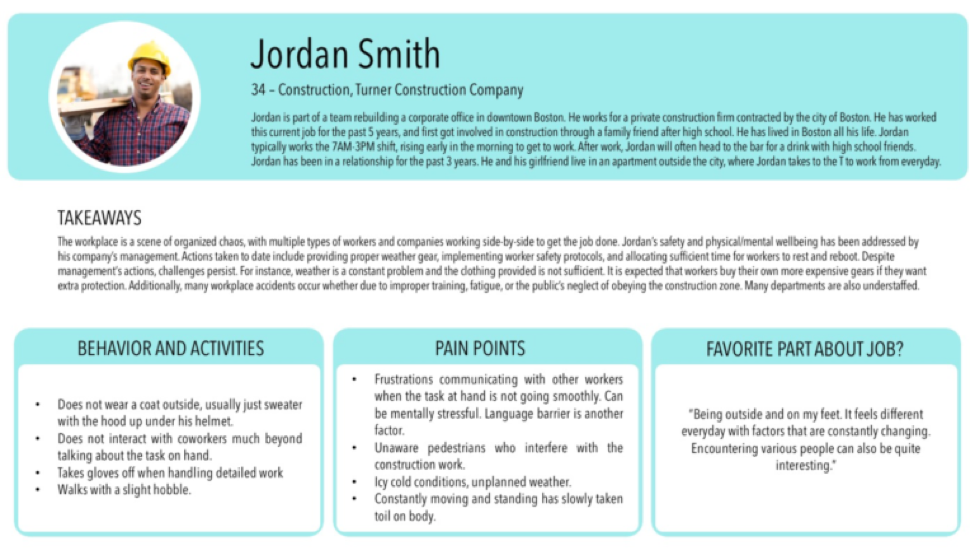 Jordan Smith
34 – Construction, Turner Construction Company
Jordan is part of a team rebuilding a corporate office in downtown Boston. He works for a private construction firm contracted by the city of Boston. He has worked
this current job for the past 5 years, and first got involved in construction through a family friend after high school. He has lived in Boston all his life. Jordan
typically works the 7AM-3PM shift, rising early in the morning to get to work. After work, Jordan will often head to the bar for a drink with high school friends.
Jordan has been in a relationship for the past 3 years. He and his girlfriend live in an apartment outside the city, where Jordan takes to the T to work from everyday.
TAKEAWAYS
The workplace is a scene of organized chaos, with multiple types of workers and companies working side-by-side to get the job done. Jordan's safety and physical/mental wellbeing has been addressed by
his company's management. Actions taken to date include providing proper weather gear, implementing worker safety protocols, and allocating sufficient time for workers to rest and reboot. Despite
management's actions, challenges persist. For instance, weather is a constant problem and the clothing provided is not sufficient. It is expected that workers buy their own more expensive gears if they want
extra protection. Additionally, many workplace accidents occur whether due to improper training, fatigue, or the public's neglect of obeying the construction zone. Many departments are also understaffed.
BEHAVIOR AND ACTIVITIES
• Does not wear a coat outside, usually just sweater
with the hood up under his helmet.
• Does not interact with coworkers much beyond
talking about the task on hand.
• Takes gloves off when handling detailed work
• Walks with a slight hobble.
PAIN POINTS
• Frustrations communicating with other workers
when the task at hand is not going smoothly. Can
be mentally stressful. Language barrier is another
factor.
• Unaware pedestrians who interfere with the
construction work.
• Icy cold conditions, unplanned weather.
• Constantly moving and standing has slowly taken
toil on body.
FAVORITE PART ABOUT JOB?
"Being outside and on my feet. It feels different
everyday with factors that are constantly changing.
Encountering various people can also be quite
interesting."